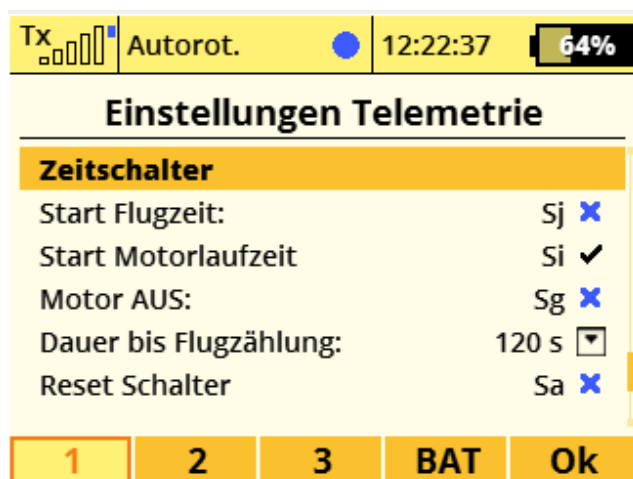 Tx Autorot. 12:22:37 64%
Einstellungen Telemetrie
Zeitschalter
Start Flugzeit: Sj
Start Motorlaufzeit Si
Motor AUS: Sg
Dauer bis Flugzählung: 120 s
Reset Schalter Sa
1 2 3 BAT Ok